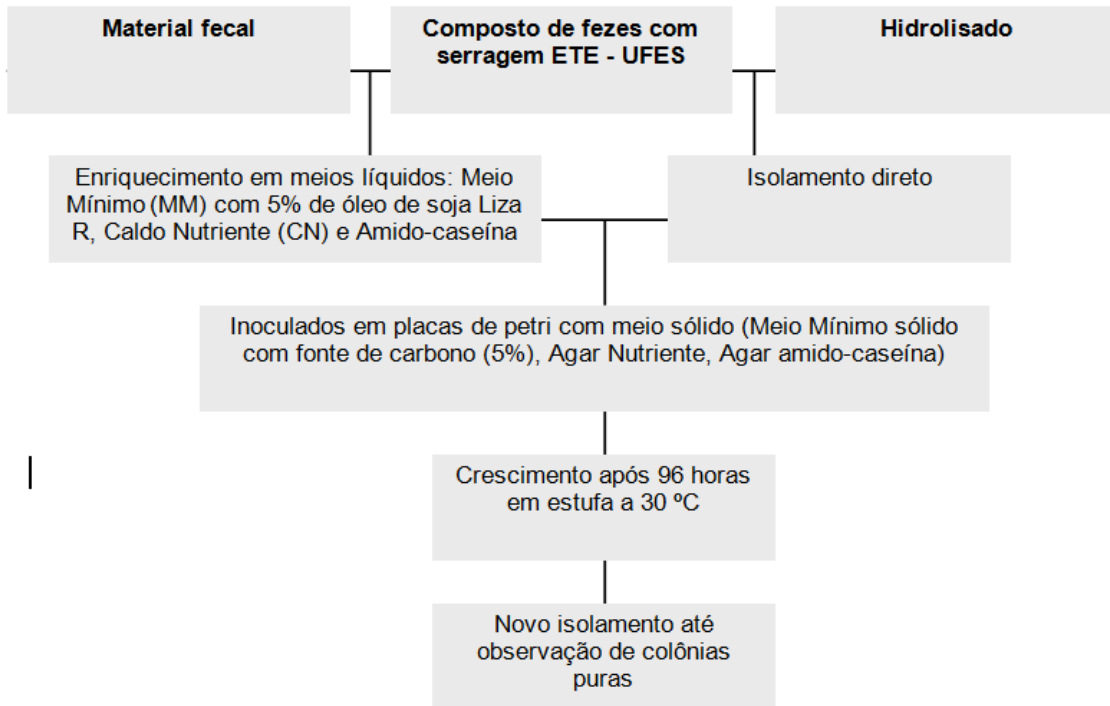 Material fecal
Composto de fezes com
serragem ETE - UFES
Hidrolisado
Enriquecimento em meios líquidos: Meio
Mínimo (MM) com 5% de óleo de soja Liza
R, Caldo Nutriente (CN) e Amido-caseína
Isolamento direto
Inoculados em placas de petri com meio sólido (Meio Mínimo sólido
com fonte de carbono (5%), Agar Nutriente, Agar amido-caseína)
Crescimento após 96 horas
em estufa a 30 ºC
Novo isolamento até
observação de colônias
puras